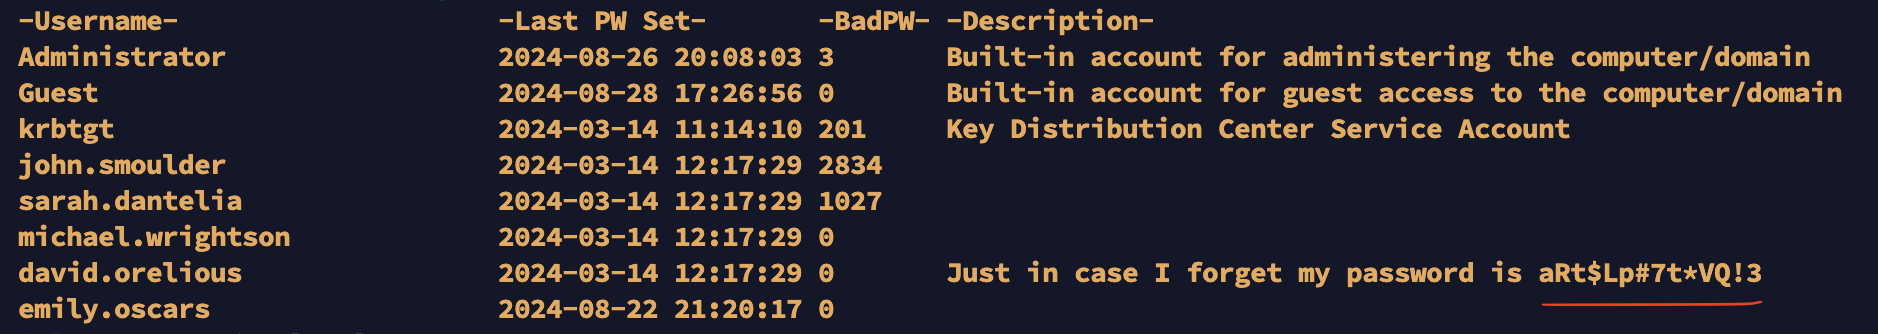 -Username- -Last PW Set- -BadPW- -Description-
Administrator 2024-08-26 20:08:03 3 Built-in account for administering the computer/domain
Guest 2024-08-28 17:26:56 0 Built-in account for guest access to the computer/domain
krbtgt 2024-03-14 11:14:10 201 Key Distribution Center Service Account
john.smoulder 2024-03-14 12:17:29 2834
sarah.dantelia 2024-03-14 12:17:29 1027
michael.wrightson 2024-03-14 12:17:29 0
david.orelious 2024-03-14 12:17:29 0 Just in case I forget my password is aRt$Lp#7t*VQ!3
emily.oscars 2024-08-22 21:20:17 0